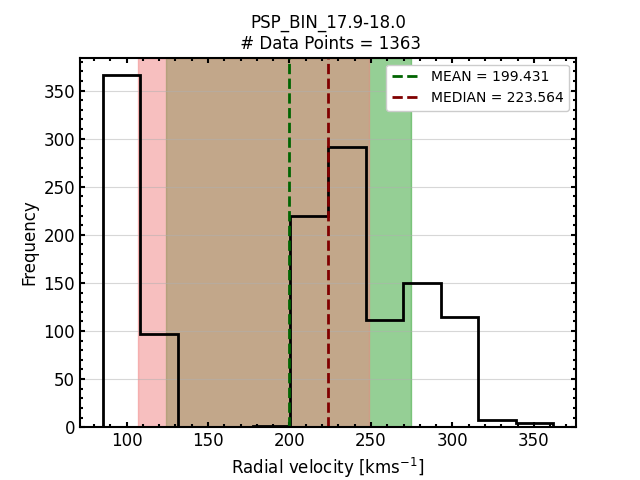 PSP_BIN_17.9-18.0
# Data Points = 1363
MEAN = 199.431
MEDIAN = 223.564
350
300
250
200
150
100
50
0
Frequency
100 150 200 250 300 350
Radial velocity [kms⁻¹]